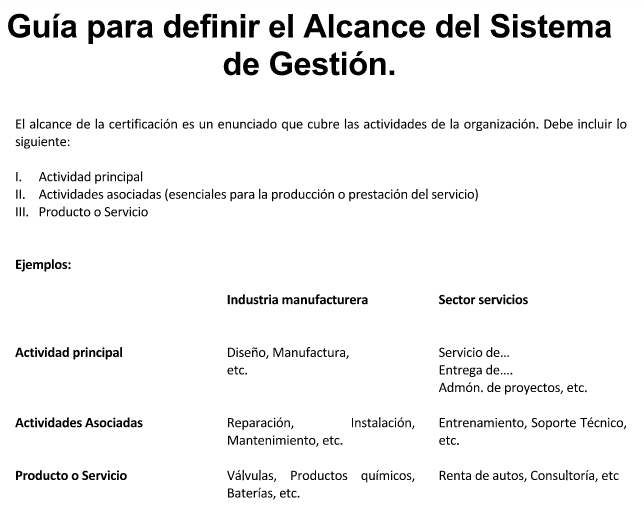 Guía para definir el Alcance del Sistema
de Gestión.
El alcance de la certificación es un enunciado que cubre las actividades de la organización. Debe incluir lo
siguiente:
I. Actividad principal
II. Actividades asociadas (esenciales para la producción o prestación del servicio)
III. Producto o Servicio
Ejemplos:
Industria manufacturera Sector servicios
Actividad principal Diseño, Manufactura, Servicio de...
etc. Entrega de....
Admón. de proyectos, etc.
Actividades Asociadas Reparación, Instalación, Entrenamiento, Soporte Técnico,
Mantenimiento, etc. etc.
Producto o Servicio Válvulas, Productos químicos, Renta de autos, Consultoría, etc
Baterías, etc.